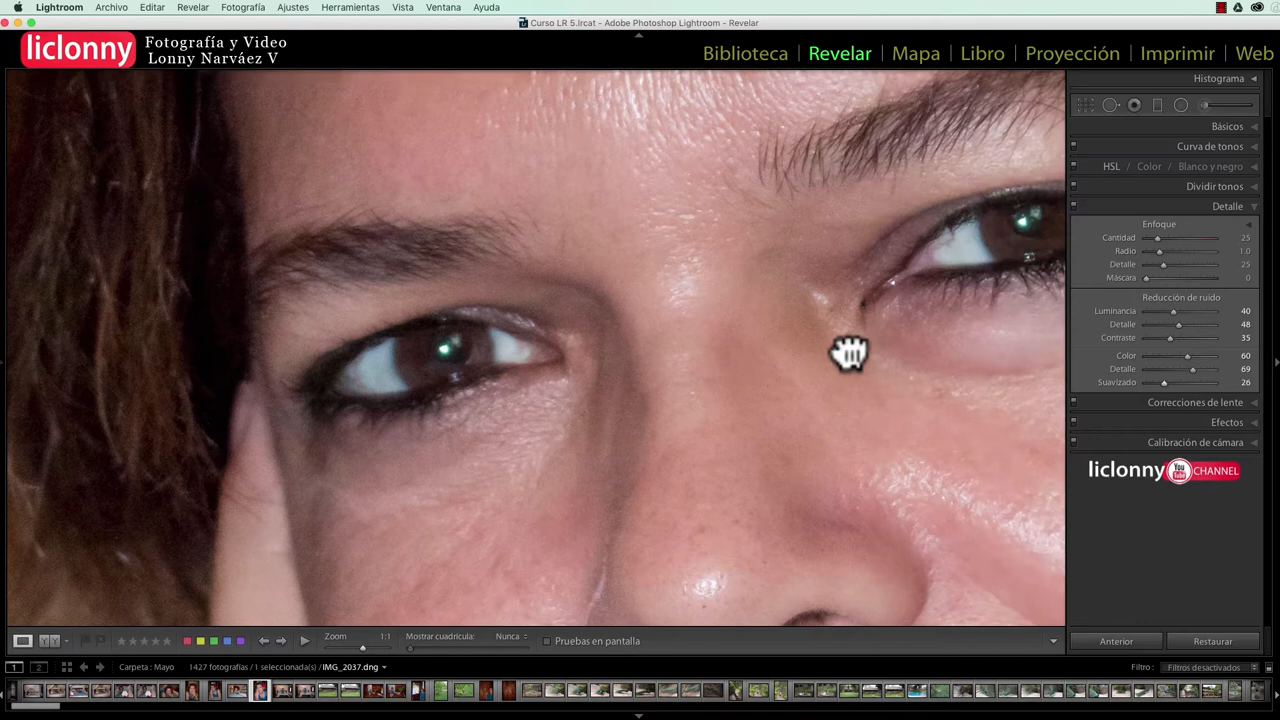 Lightroom Archivo Editar Revelar Fotografía Ajustes Herramientas Vista Ventana Ayuda
Curso LR 5.lrcat - Adobe Photoshop Lightroom - Revelar
liclonny
Fotografía y Video
Lonny Narváez V
Biblioteca | Revelar | Mapa | Libro | Proyección | Imprimir | Web
Histograma
Básicos
Curva de tonos
HSL / Color / Blanco y negro
Dividir tonos
Detalle
Enfoque
Cantidad 25
Radio 1.0
Detalle 25
Máscara 0
Reducción de ruido
Luminancia 40
Detalle 48
Contraste 35
Color 60
Detalle 69
Suavizado 26
Correcciones de lente
Efectos
Calibración de cámara
liclonny You Tube CHANNEL
Zoom 1:1 Mostrar cuadrícula: Nunca Pruebas en pantalla
Anterior Restaurar
1 2 Carpeta : Mayo 1427 fotografías / 1 seleccionada(s) / IMG_2037.dng Filtro : Filtros desactivados